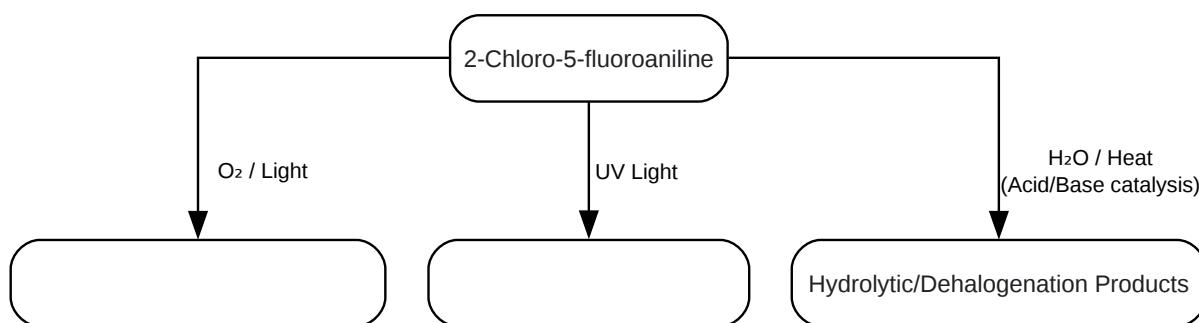 2-Chloro-5-fluoroaniline
O₂ / Light
UV Light
H₂O / Heat
(Acid/Base catalysis)
Hydrolytic/Dehalogenation Products